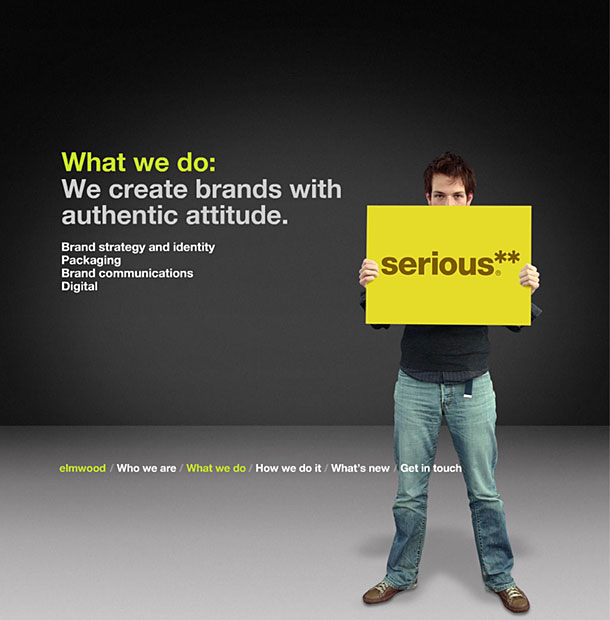 What we do:
We create brands with
authentic attitude.
Brand strategy and identity
Packaging
Brand communications
Digital
serious.®**
elmwood / Who we are / What we do / How we do it / What's new / Get in touch